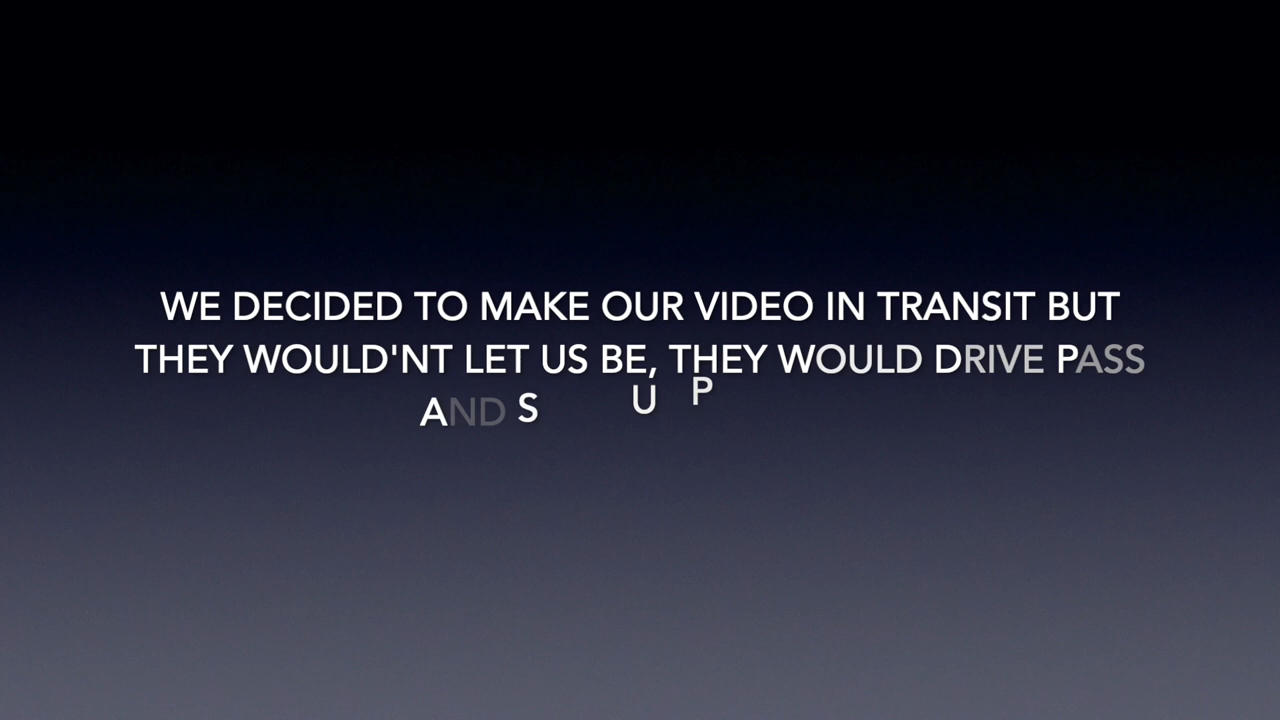 WE DECIDED TO MAKE OUR VIDEO IN TRANSIT BUT
THEY WOULD'NT LET US BE, THEY WOULD DRIVE PASS
AND S U P